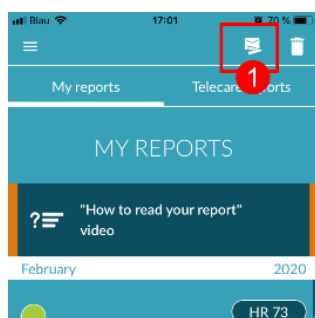 Blau 17:01 70 %
1
My reports Telecare reports
MY REPORTS
?
"How to read your report"
video
February 2020
HR 73